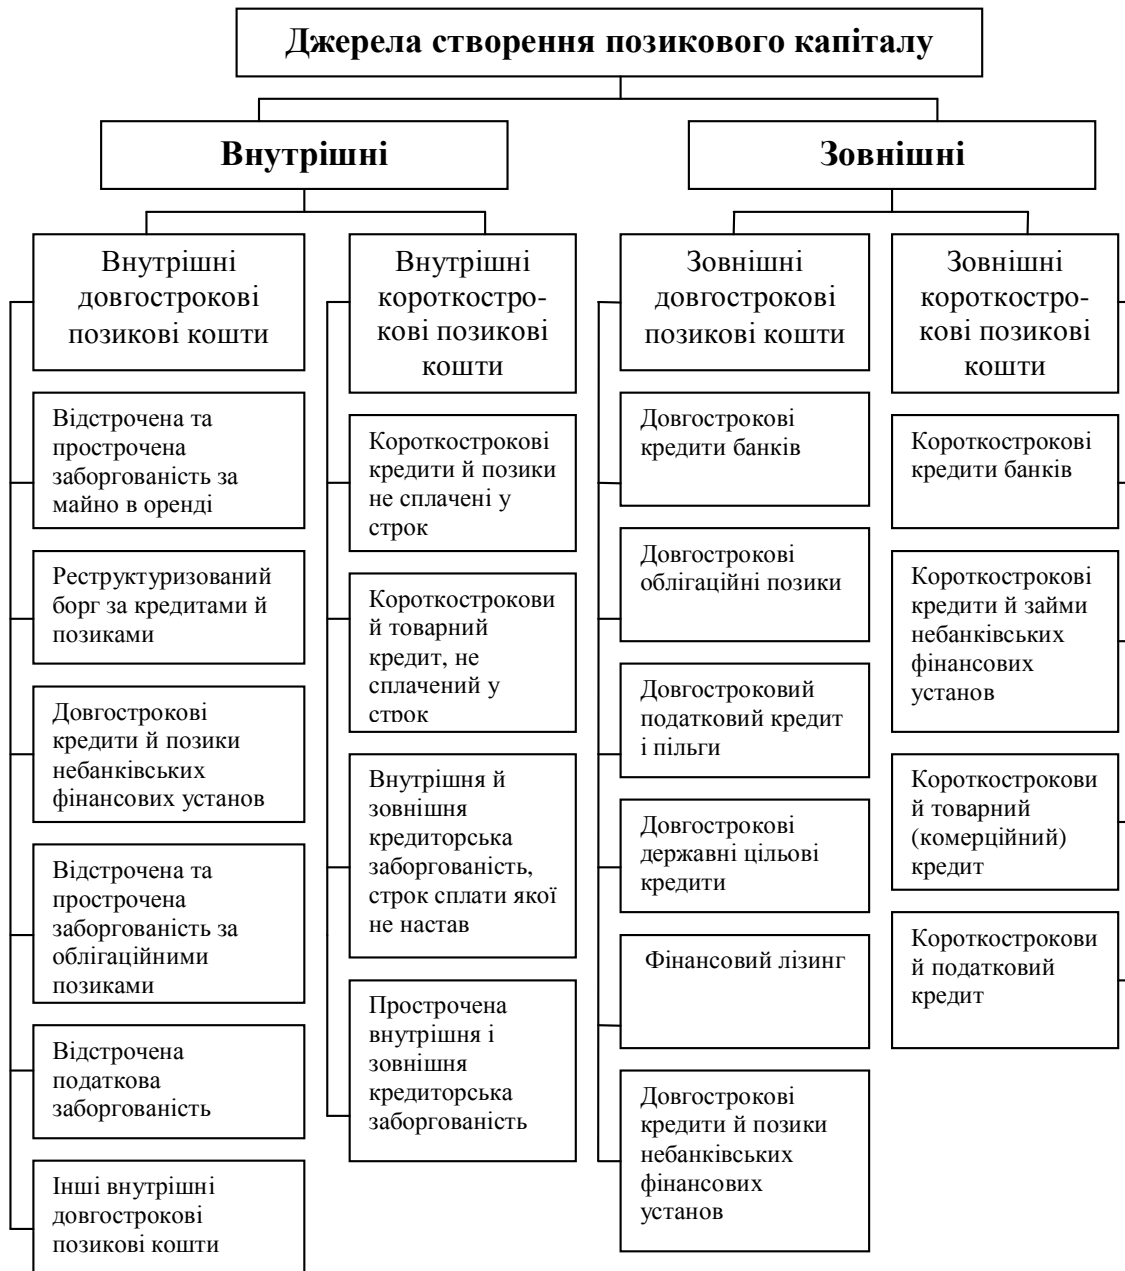 Джерела створення позикового капіталу
Внутрішні
Зовнішні
Внутрішні
довгострокові
позикові кошти
Відстрочена та
прострочена
заборгованість за
майно в оренді
Реструктуризований
борг за кредитами й
позиками
Довгострокові
кредити й позики
небанківських
фінансових установ
Відстрочена та
прострочена
заборгованість за
облігаційними
позиками
Відстрочена
податкова
заборгованість
Інші внутрішні
довгострокові
позикові кошти
Внутрішні
короткостро-
кові позикові
кошти
Короткострокові
кредити й позики
не сплачені у
строк
Короткострокови
й товарний
кредит, не
сплачений у
строк
Внутрішня й
зовнішня
кредиторська
заборгованість,
строк сплати якої
не настав
Прострочена
внутрішня і
зовнішня
кредиторська
заборгованість
Зовнішні
довгострокові
позикові кошти
Довгострокові
кредити банків
Довгострокові
облігаційні позики
Довгостроковий
податковий кредит
і пільги
Довгострокові
державні цільові
кредити
Фінансовий лізинг
Довгострокові
кредити й позики
небанківських
фінансових
установ
Зовнішні
короткостро-
кові позикові
кошти
Короткострокові
кредити банків
Короткострокові
кредити й займи
небанківських
фінансових
установ
Короткострокови
й товарний
(комерційний)
кредит
Короткострокови
й податковий
кредит